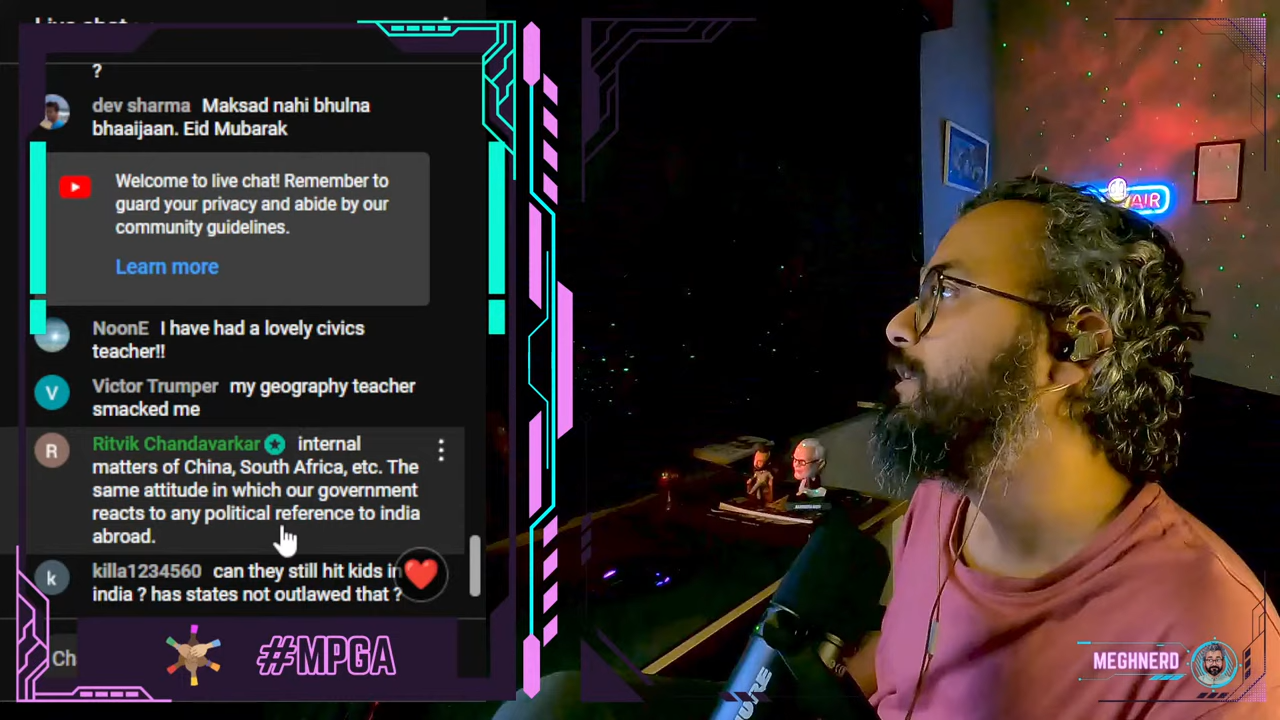 Live chat
?
dev sharma Maksad nahi bhulna
bhaaijaan. Eid Mubarak
Welcome to live chat! Remember to
guard your privacy and abide by our
community guidelines.
Learn more
NoonE I have had a lovely civics
teacher!!
V Victor Trumper my geography teacher
smacked me
R Ritvik Chandavarkar internal
matters of China, South Africa, etc. The
same attitude in which our government
reacts to any political reference to india
abroad.
k killa1234560 can they still hit kids in
india ? has states not outlawed that ?
Ch
#MPGA
AIR
MEGHNERD